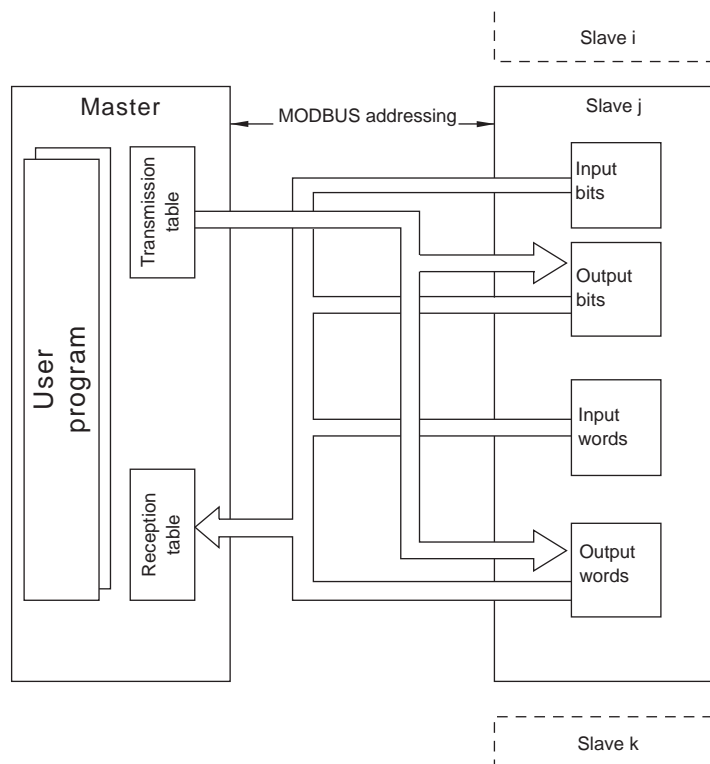 Slave i
Master
MODBUS addressing
Slave j
Transmission
table
Input
bits
Output
bits
User
program
Input
words
Reception
table
Output
words
Slave k